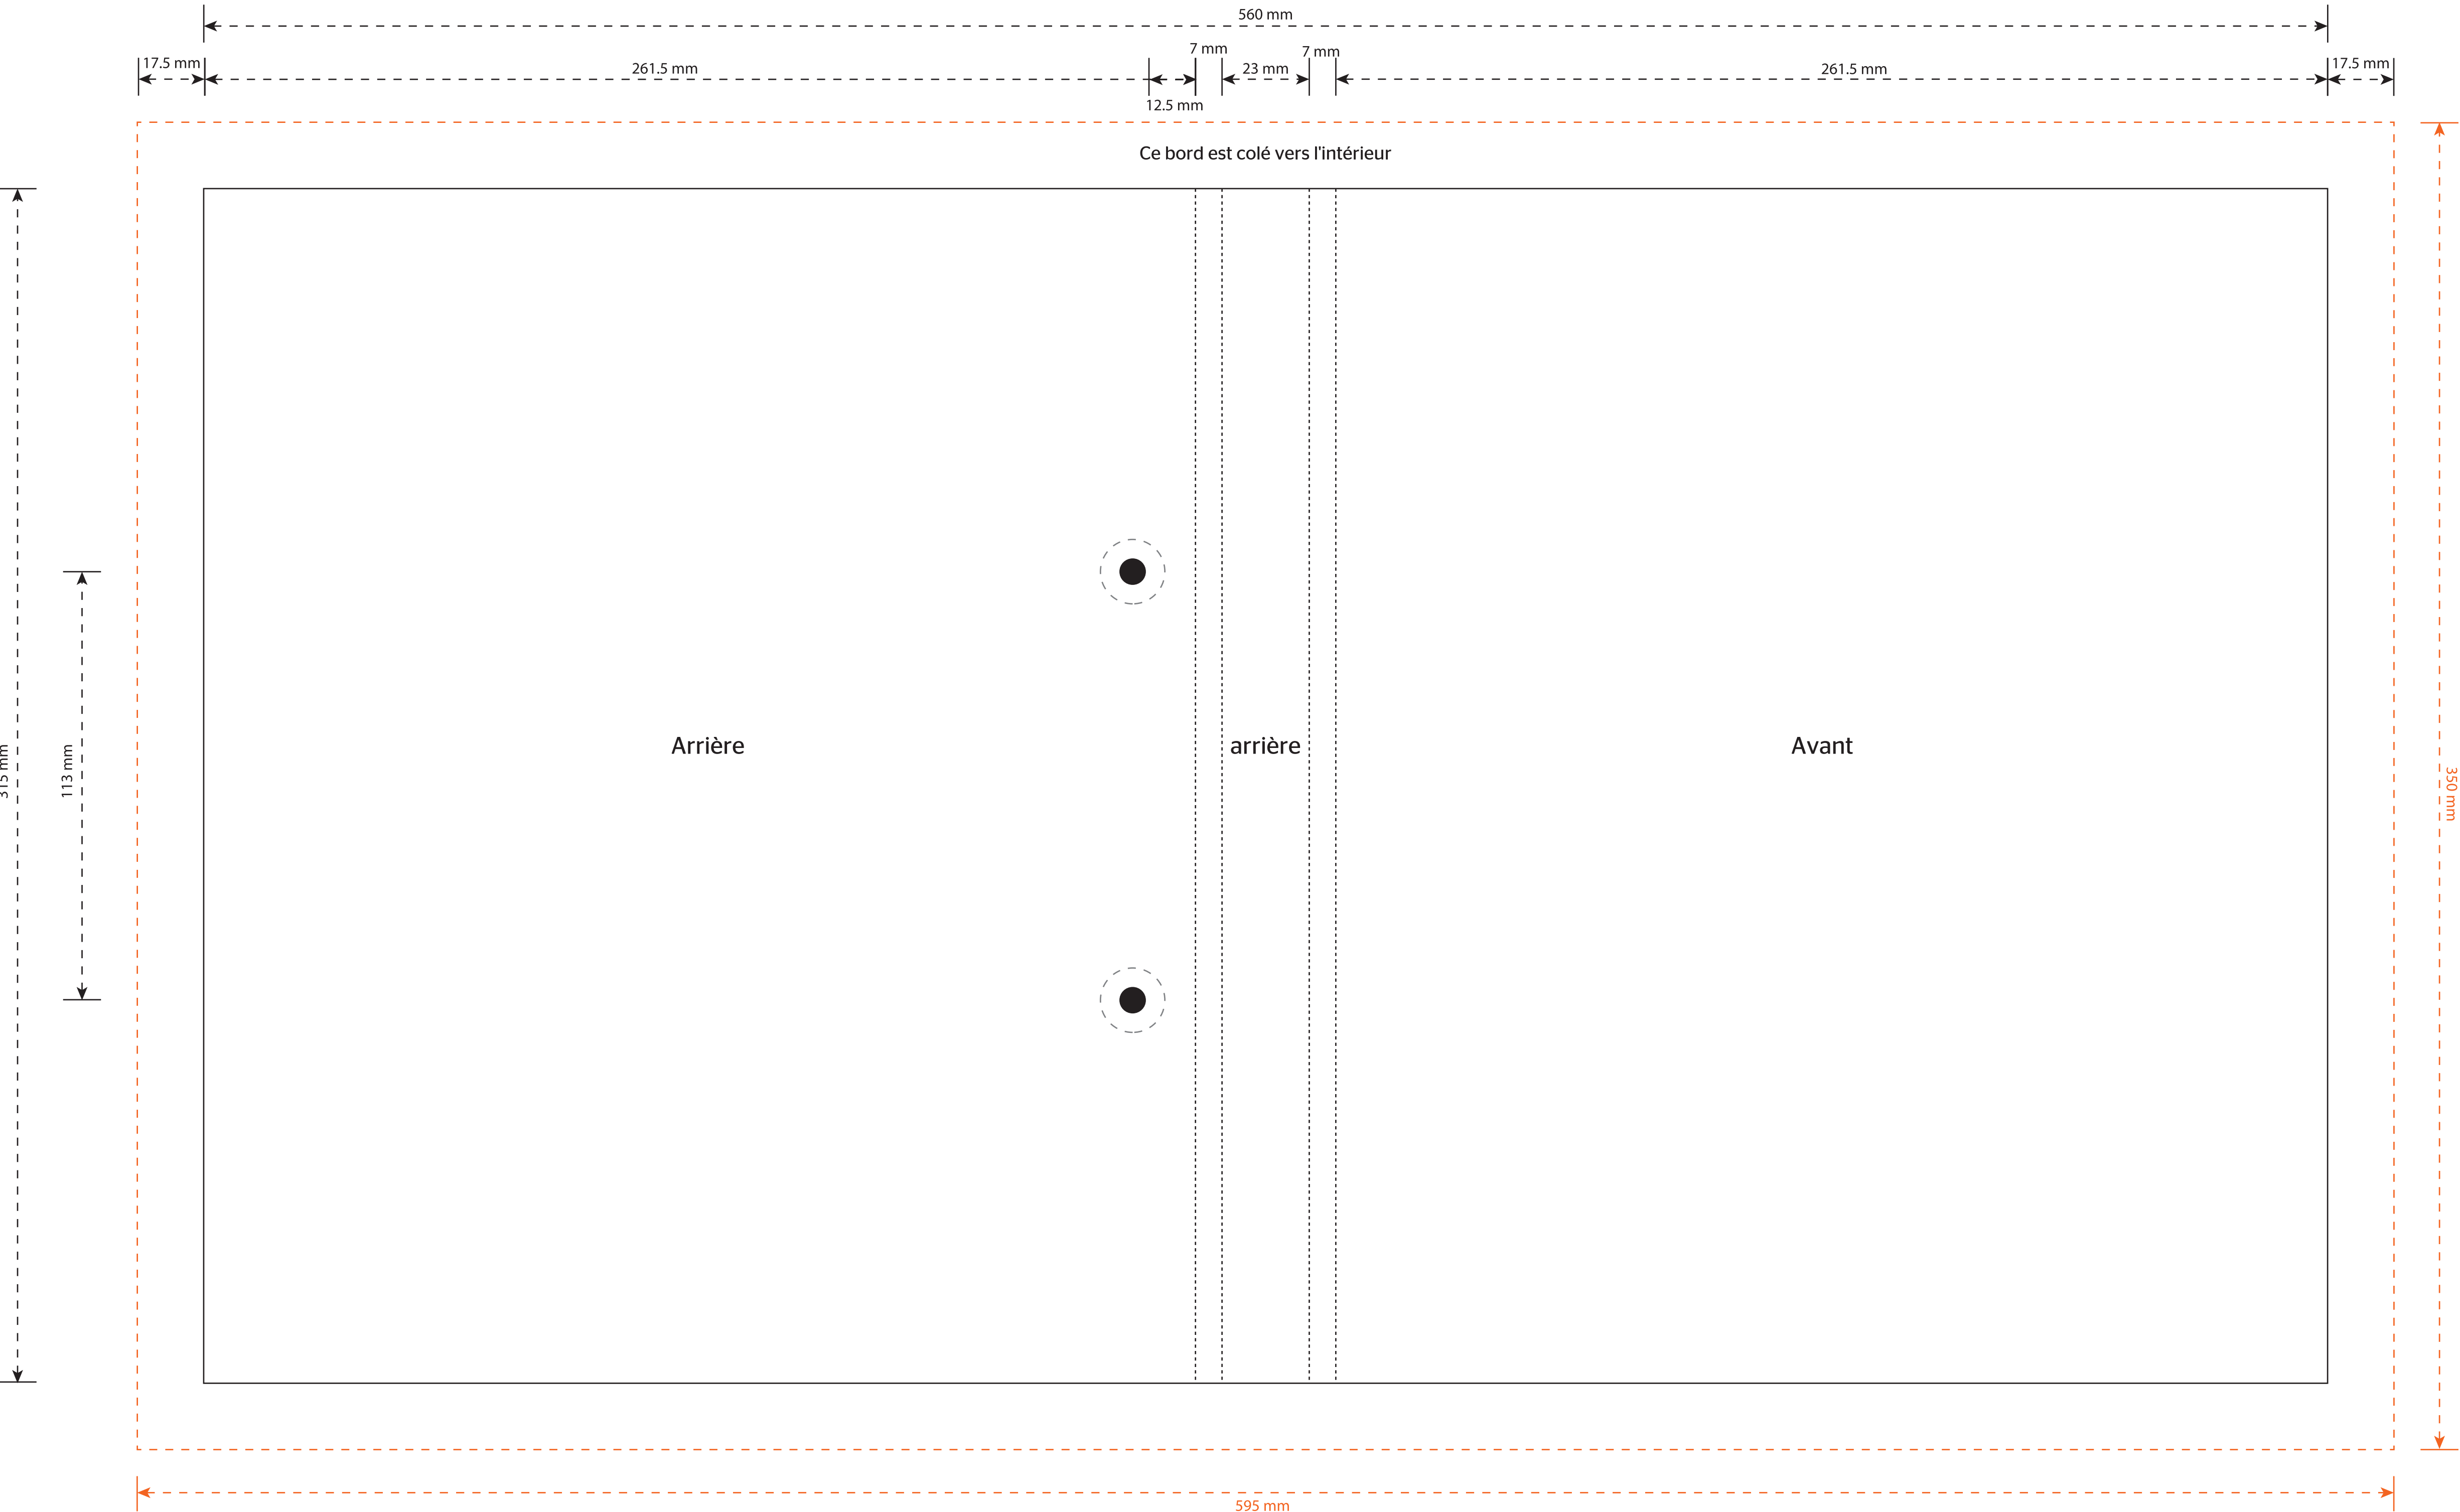 560 mm
7 mm
7 mm
17.5 mm
261.5 mm
23 mm
261.5 mm
17.5 mm
12.5 mm
Ce bord est colé vers l'intérieur
315 mm
113 mm
Arrière
arrière
Avant
350 mm
595 mm